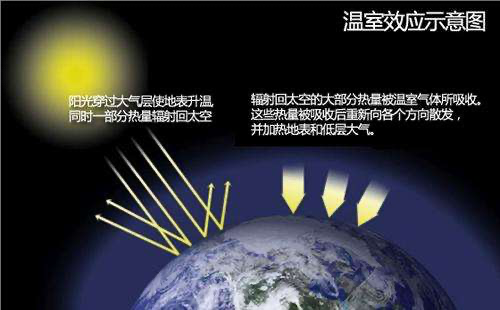 温室效应示意图
阳光穿过大气层使地表升温,
同时一部分热量辐射回太空
辐射回太空的大部分热量被温室气体所吸收。
这些热量被吸收后重新向各个方向散发，
并加热地表和低层大气。